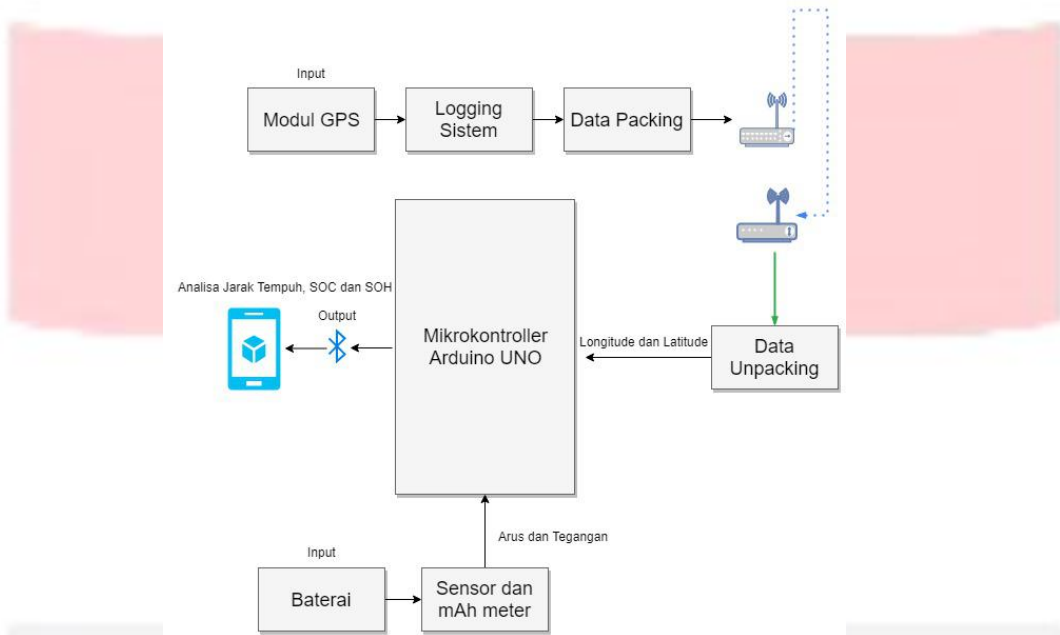 Input
Modul GPS
Logging
Sistem
Data Packing
Analisa Jarak Tempuh, SOC dan SOH
Output
Mikrokontroller
Arduino UNO
Longitude dan Latitude
Data
Unpacking
Arus dan Tegangan
Input
Baterai
Sensor dan
mAh meter